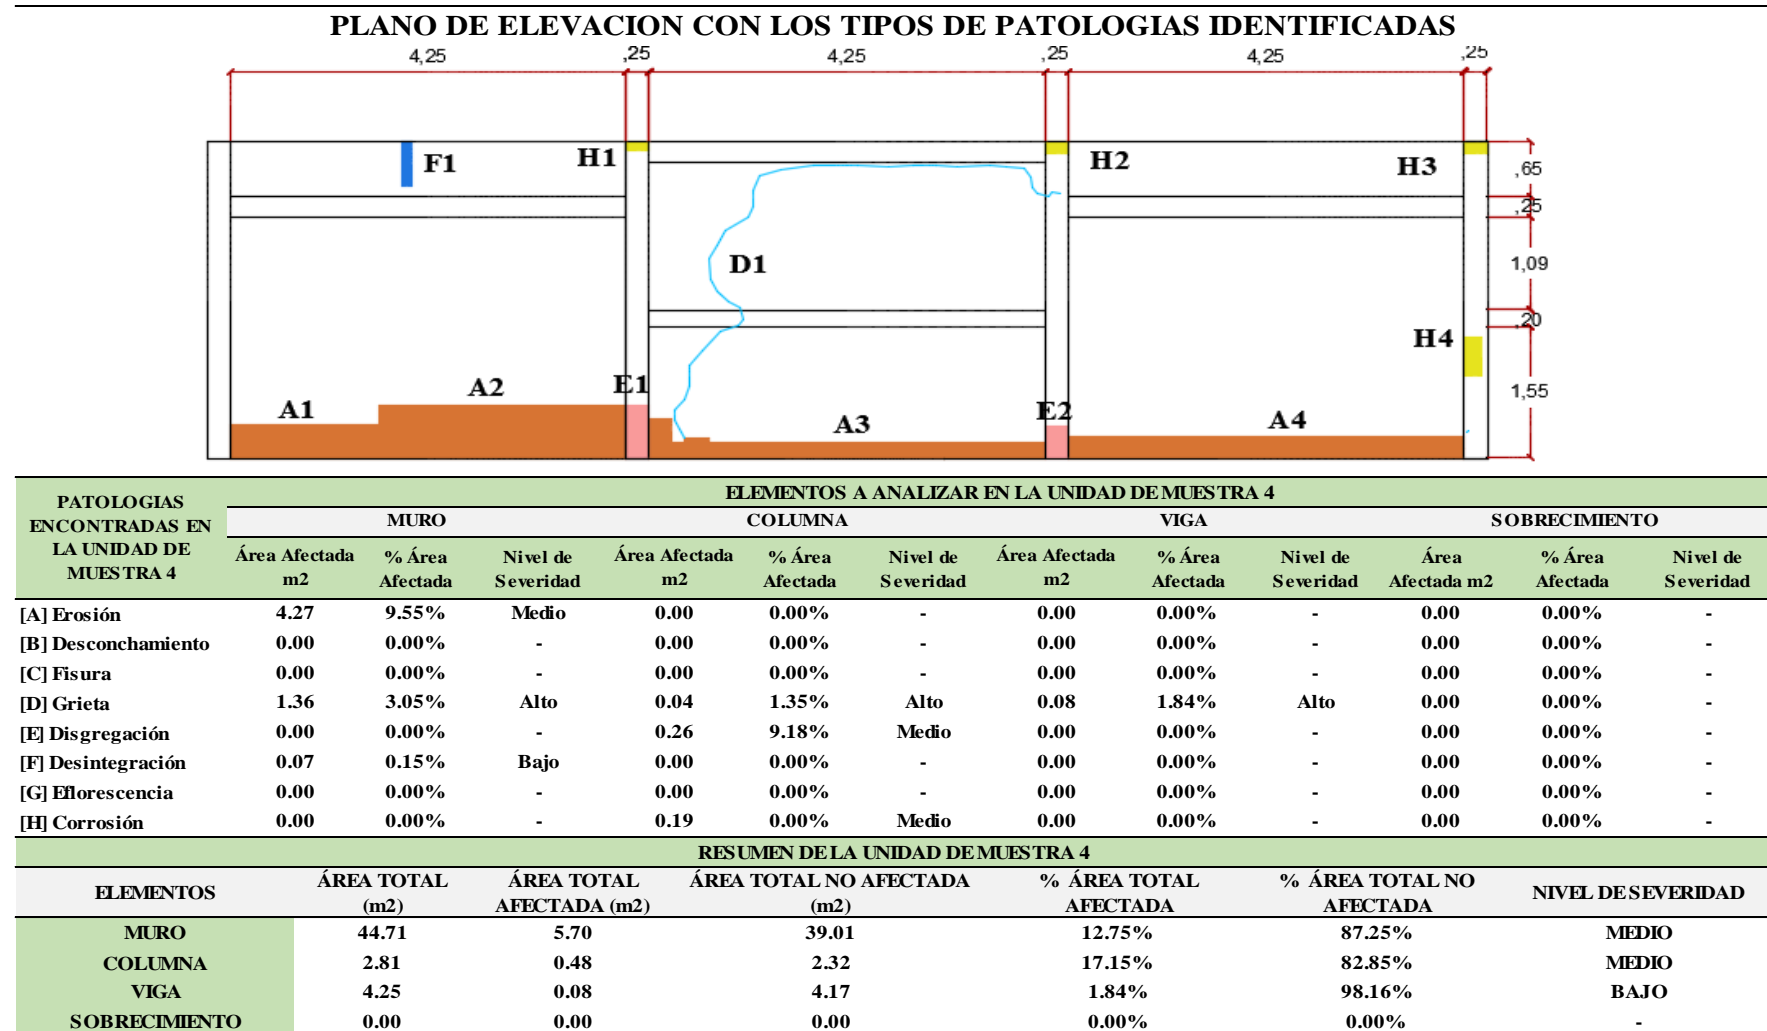 PLANO DE ELEVACION CON LOS TIPOS DE PATOLOGIAS IDENTIFICADAS
4,25 ,25 4,25 ,25 4,25 ,25
F1 H1 H2 H3 ,65
,25
D1 1,09
,20
H4
E1 1,55
A2
A1 A3 E2 A4
PATOLOGIAS ENCONTRADAS EN LA UNIDAD DE MUESTRA 4
ELEMENTOS A ANALIZAR EN LA UNIDAD DE MUESTRA 4
MURO COLUMNA VIGA SOBRECIMIENTO
Área Afectada m2 % Área Afectada Nivel de Severidad Área Afectada m2 % Área Afectada Nivel de Severidad Área Afectada m2 % Área Afectada Nivel de Severidad Área Afectada m2 % Área Afectada Nivel de Severidad
[A] Erosión 4.27 9.55% Medio 0.00 0.00% - 0.00 0.00% - 0.00 0.00% -
[B] Desconchamiento 0.00 0.00% - 0.00 0.00% - 0.00 0.00% - 0.00 0.00% -
[C] Fisura 0.00 0.00% - 0.00 0.00% - 0.00 0.00% - 0.00 0.00% -
[D] Grieta 1.36 3.05% Alto 0.04 1.35% Alto 0.08 1.84% Alto 0.00 0.00% -
[E] Disgregación 0.00 0.00% - 0.26 9.18% Medio 0.00 0.00% - 0.00 0.00% -
[F] Desintegración 0.07 0.15% Bajo 0.00 0.00% - 0.00 0.00% - 0.00 0.00% -
[G] Eflorescencia 0.00 0.00% - 0.00 0.00% - 0.00 0.00% - 0.00 0.00% -
[H] Corrosión 0.00 0.00% - 0.19 0.00% Medio 0.00 0.00% - 0.00 0.00% -
RESUMEN DE LA UNIDAD DE MUESTRA 4
ELEMENTOS ÁREA TOTAL (m2) ÁREA TOTAL AFECTADA (m2) ÁREA TOTAL NO AFECTADA (m2) % ÁREA TOTAL AFECTADA % ÁREA TOTAL NO AFECTADA NIVEL DE SEVERIDAD
MURO 44.71 5.70 39.01 12.75% 87.25% MEDIO
COLUMNA 2.81 0.48 2.32 17.15% 82.85% MEDIO
VIGA 4.25 0.08 4.17 1.84% 98.16% BAJO
SOBRECIMIENTO 0.00 0.00 0.00 0.00% 0.00% -